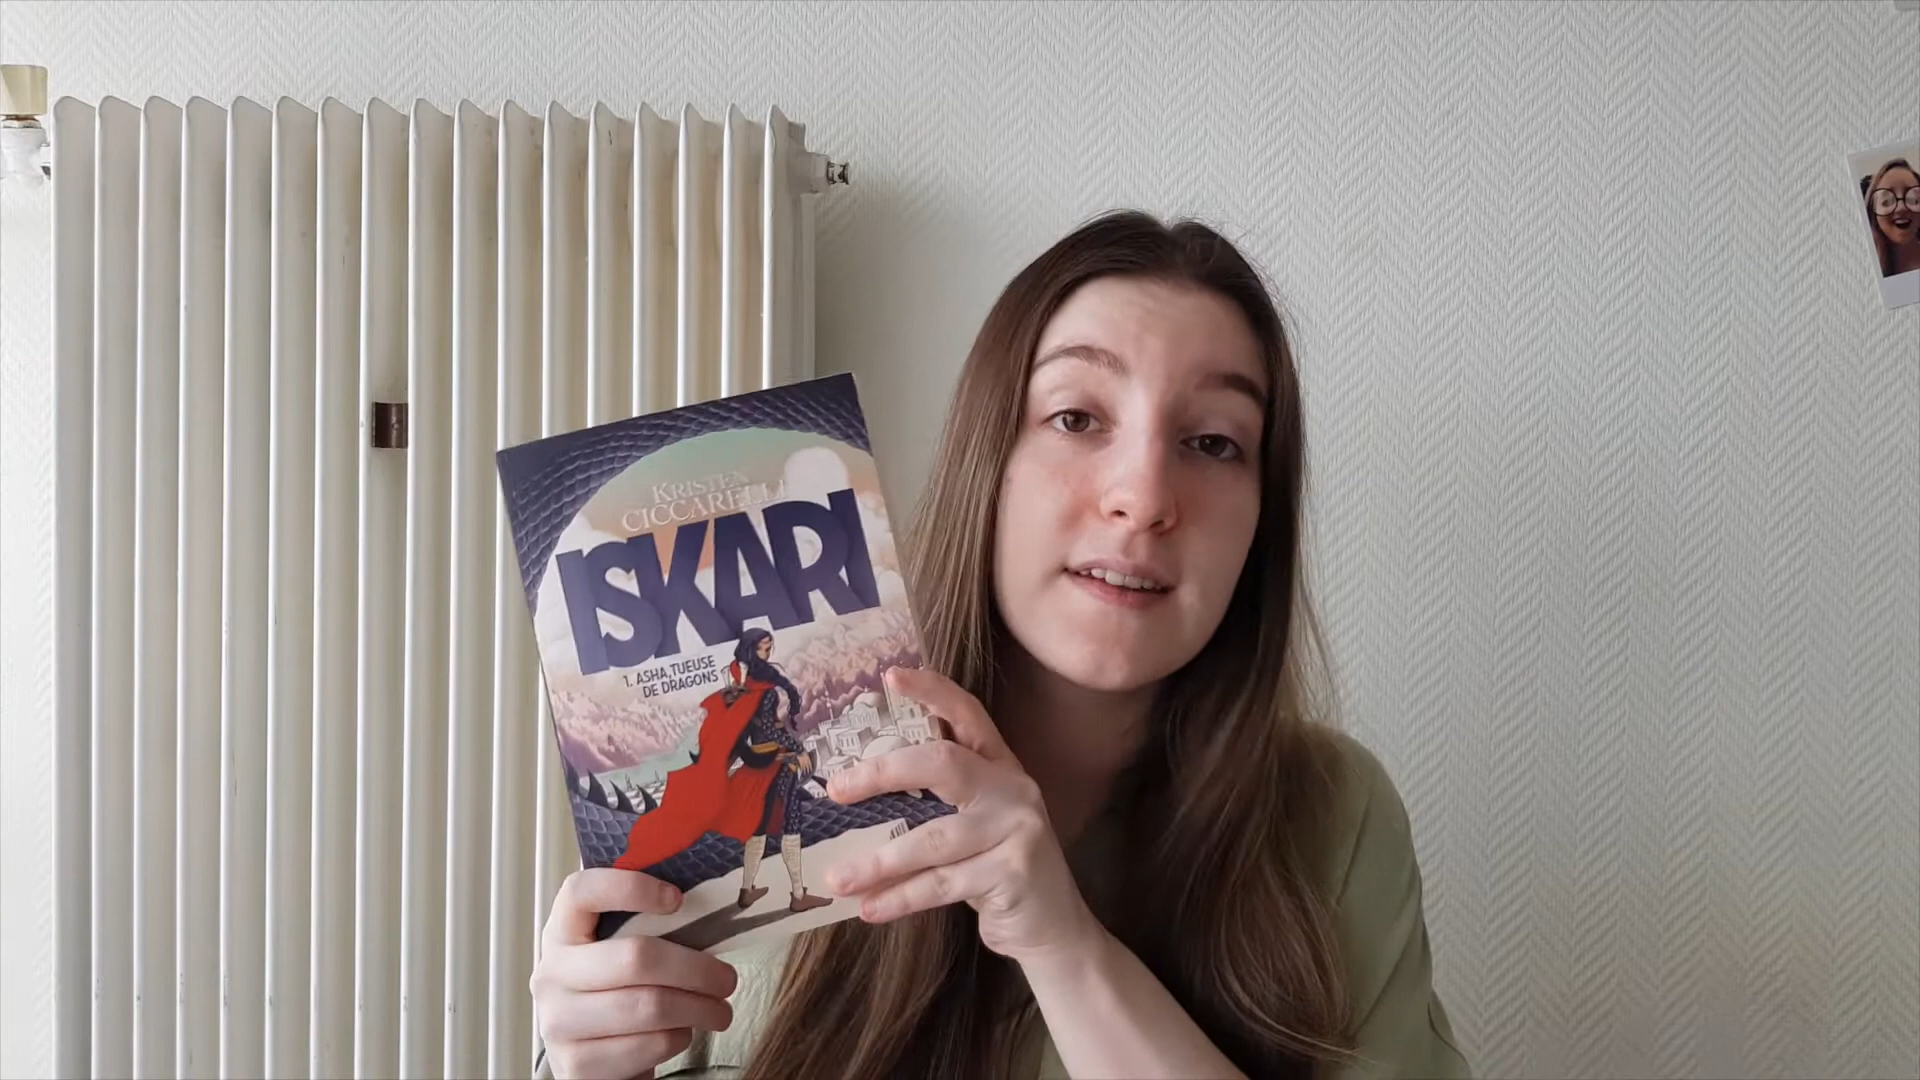 KRISTEN
CICCARELLI
ISKARI
1. ASHA, TUEUSE
DE DRAGONS